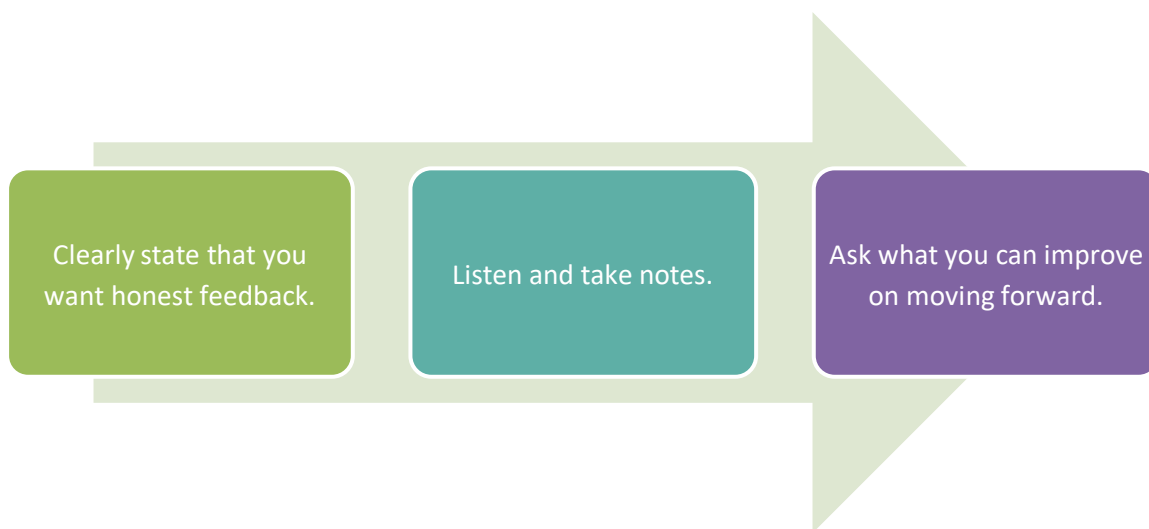 Clearly state that you
want honest feedback.
Listen and take notes.
Ask what you can improve
on moving forward.